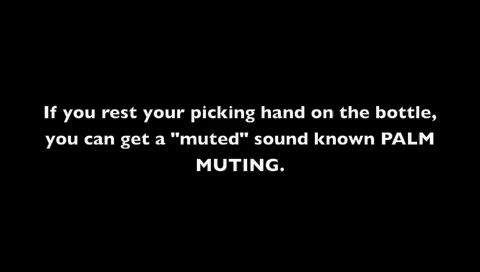 If you rest your picking hand on the bottle,
you can get a "muted" sound known PALM
MUTING.